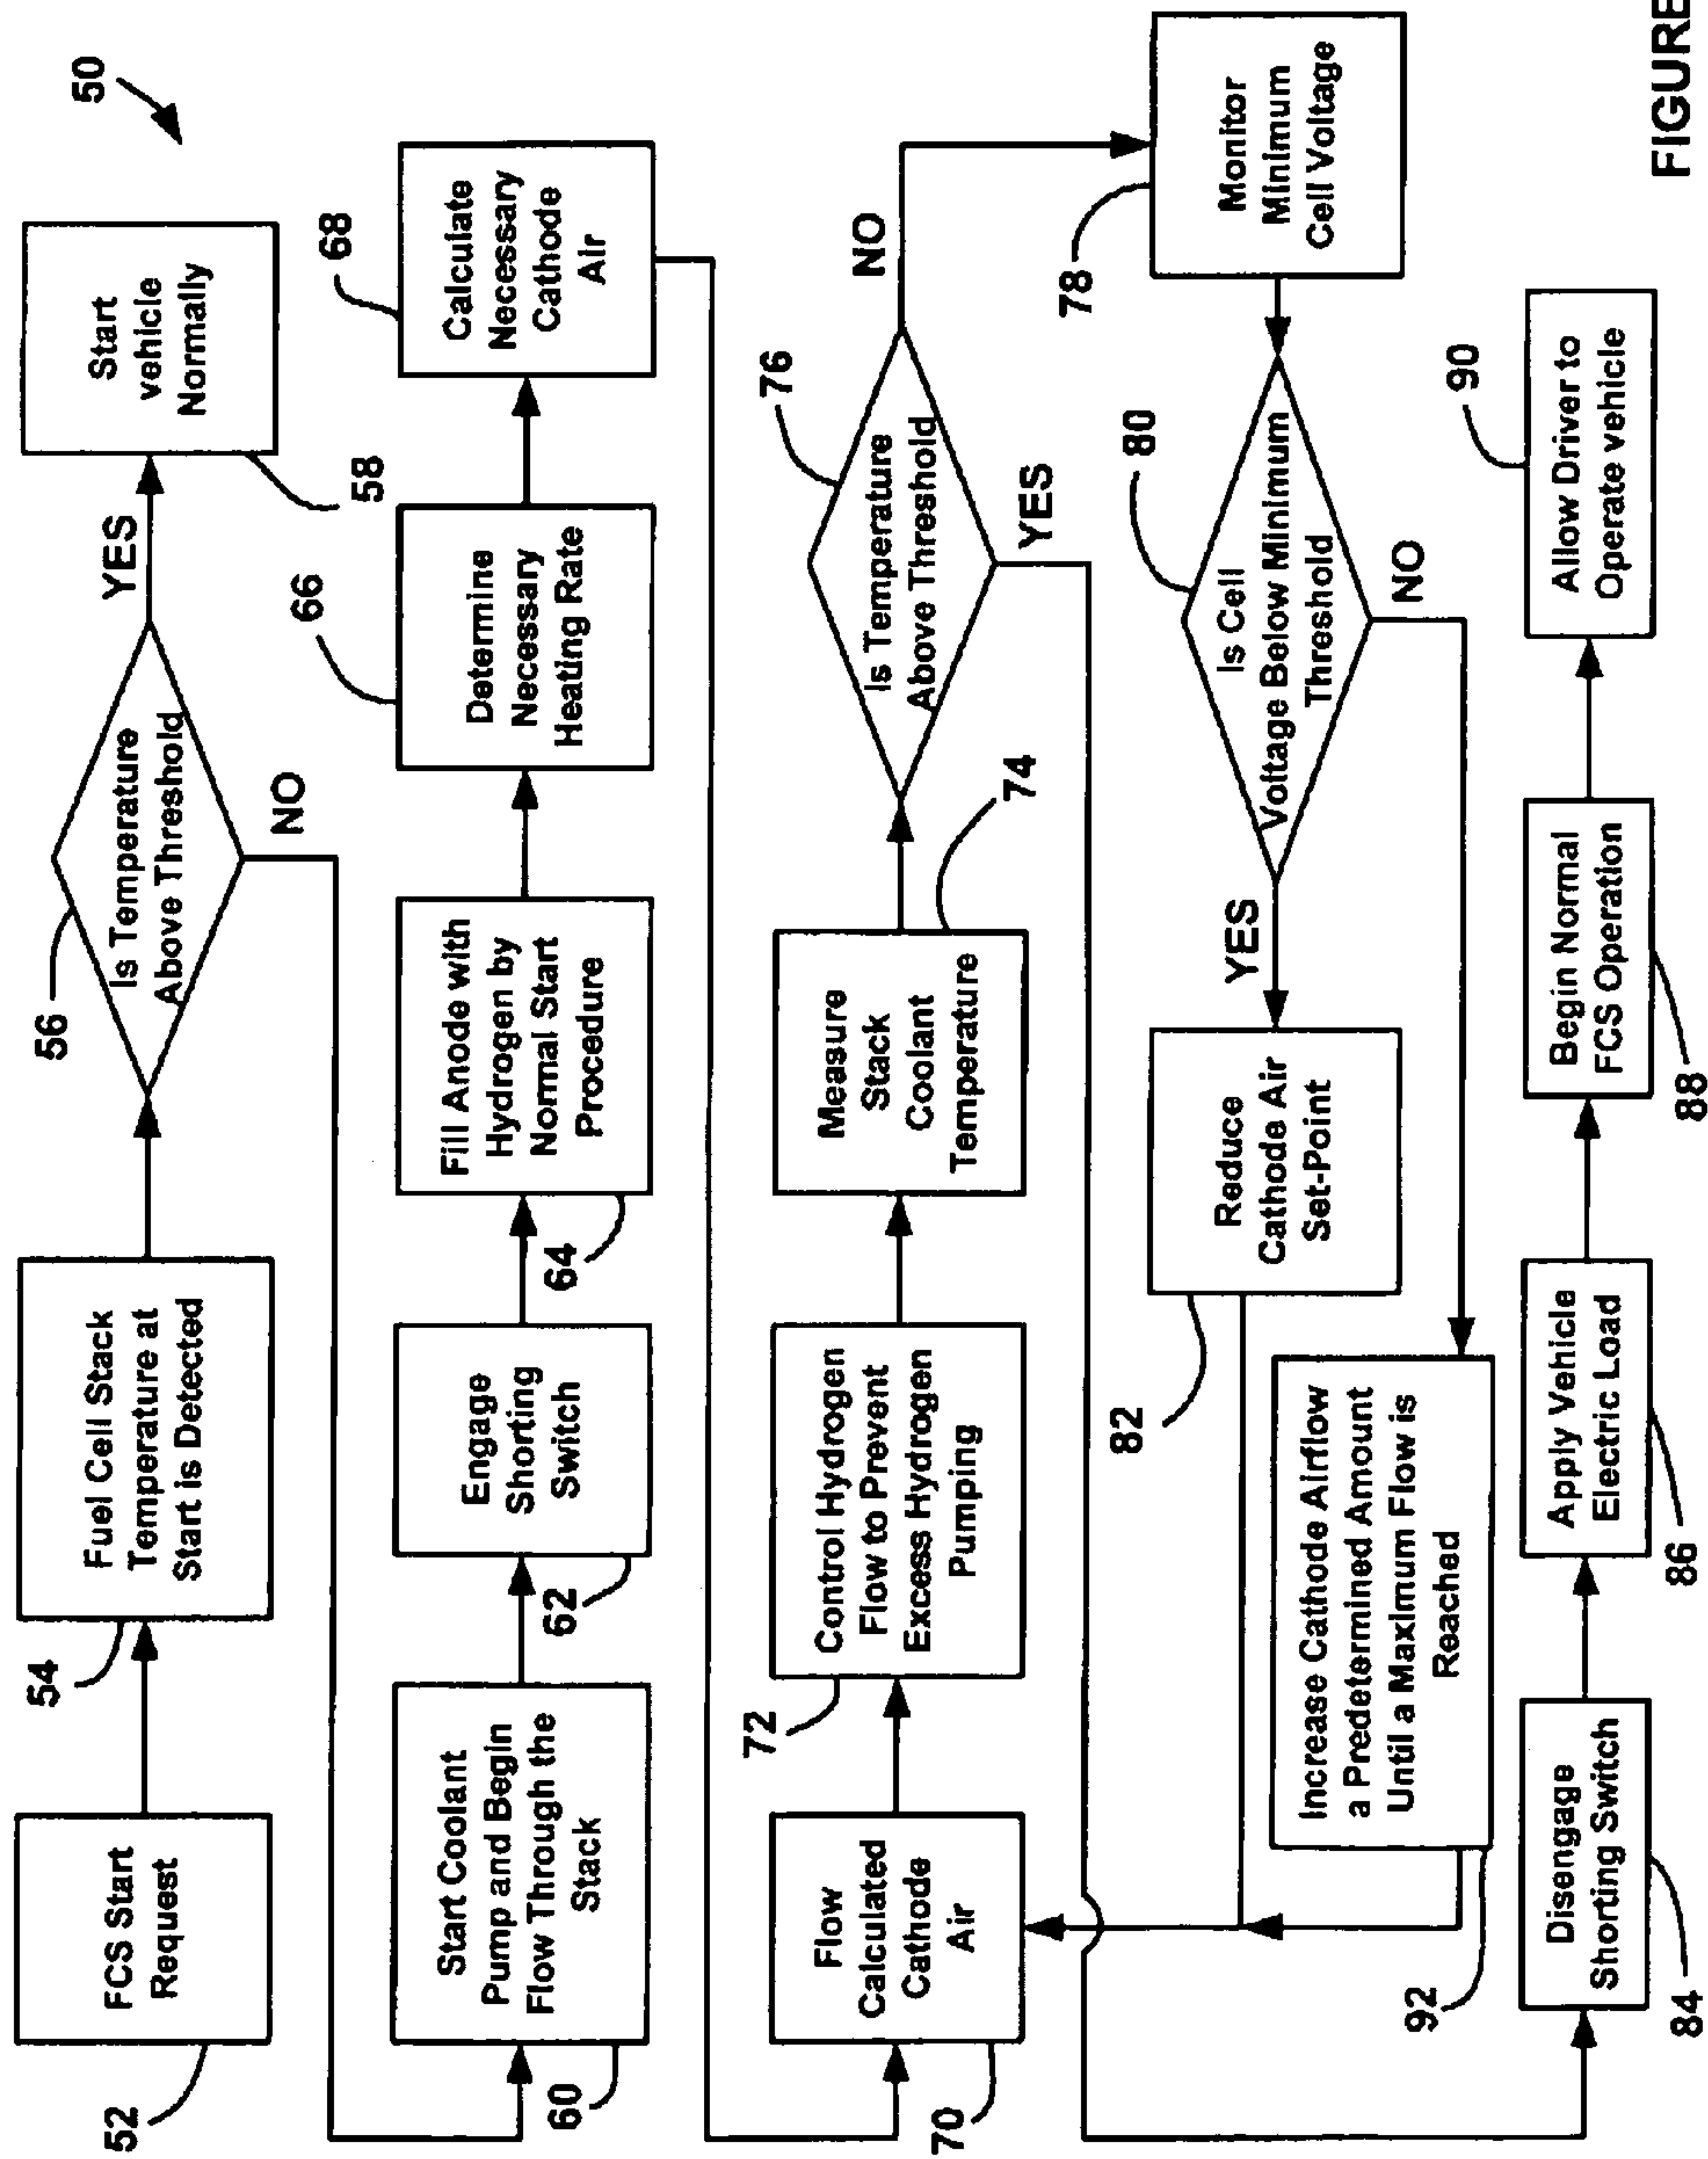 50
FCS Start
Request
52
Fuel Cell Stack
Temperature at
Start is Detected
54
Is Temperature
Above Threshold
56
YES
NO
Start
vehicle
Normally
58
Start Coolant
Pump and Begin
Flow Through the
Stack
60
Engage
Shorting
Switch
62
Fill Anode with
Hydrogen by
Normal Start
Procedure
64
Determine
Necessary
Heating Rate
66
Calculate
Necessary
Cathode
Air
68
Flow
Calculated
Cathode
Air
70
Control Hydrogen
Flow to Prevent
Excess Hydrogen
Pumping
72
Measure
Stack
Coolant
Temperature
74
Is Temperature
Above Threshold
76
NO
YES
Monitor
Minimum
Cell Voltage
78
Is Cell
Voltage Below Minimum
Threshold
80
YES
NO
Reduce
Cathode Air
Set-Point
82
Increase Cathode Airflow
a Predetermined Amount
Until a Maximum Flow is
Reached
92
Disengage
Shorting Switch
84
Apply Vehicle
Electric Load
86
Begin Normal
FCS Operation
88
Allow Driver to
Operate vehicle
90
FIGURE